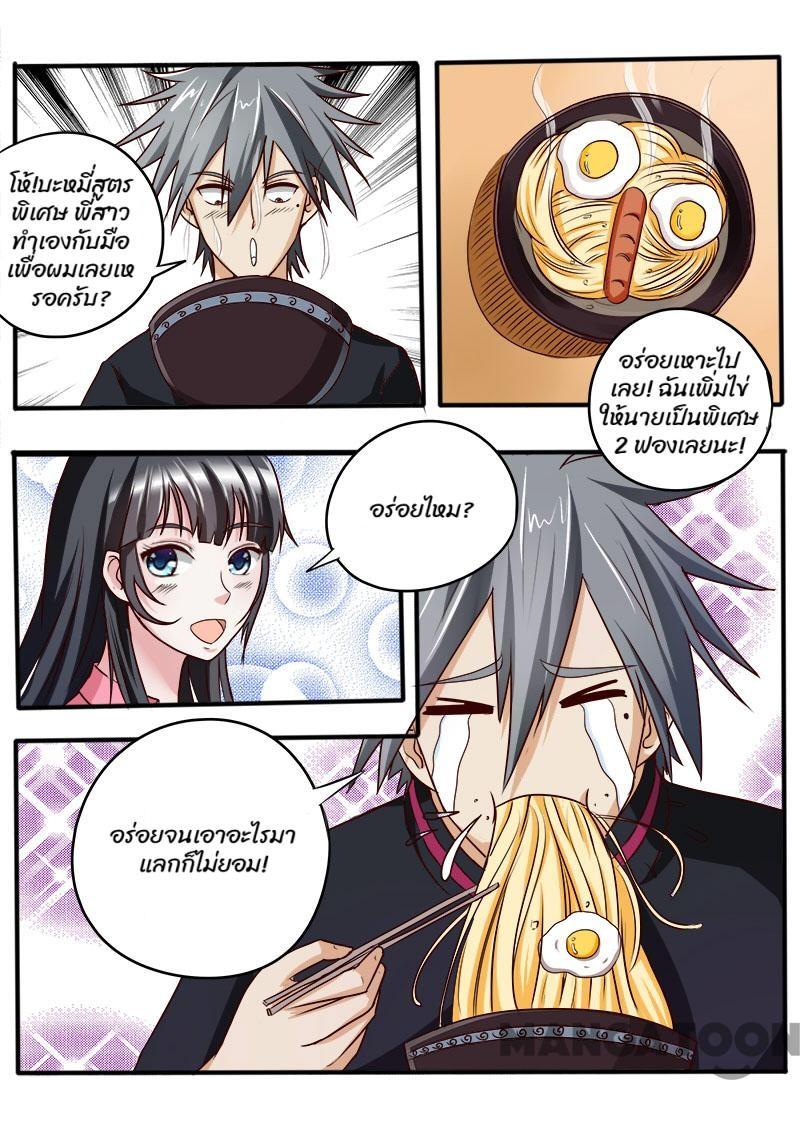 โห้!บะหมี่สูตร
พิเศษ พี่สาว
ทำเองกับมือ
เพื่อผมเลยเห
รอครับ?
อร่อยเหาะไป
เลย! ฉันเพิ่มไข่
ให้นายเป็นพิเศษ
2 ฟองเลยนะ!
อร่อยไหม?
อร่อยจนเอาอะไรมา
แลกก็ไม่ยอม!
MANGATOON